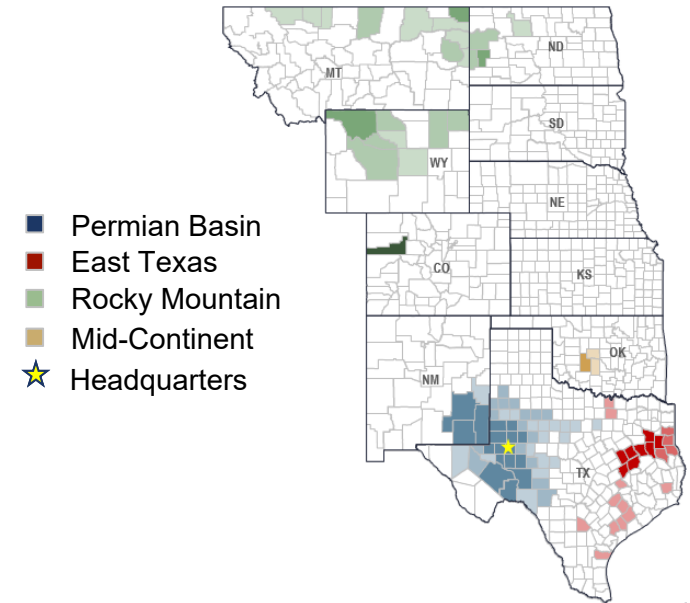 MT
ND
SD
WY
NE
Permian Basin
East Texas
CO
KS
Rocky Mountain
Mid-Continent
OK
Headquarters
NM
TX